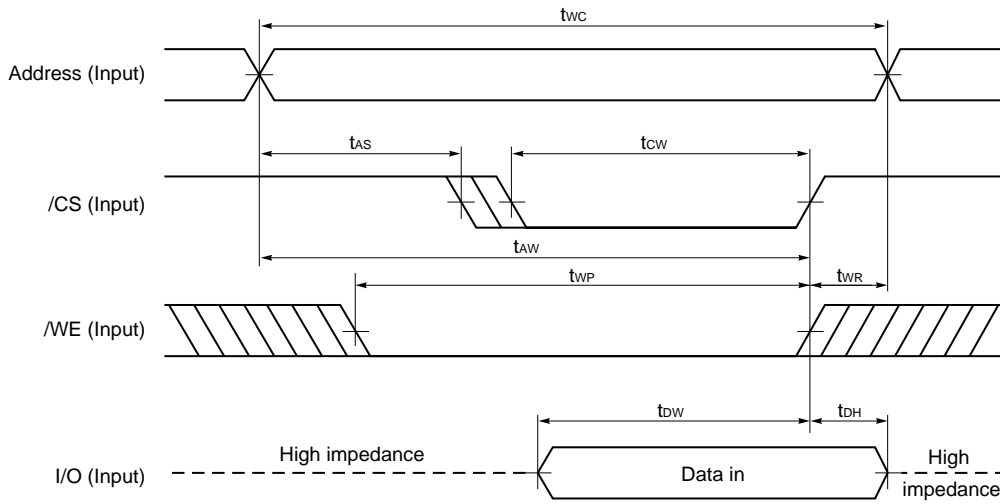 tWC
Address (Input)
tAS
tCW
/CS (Input)
tAW
tWP
tWR
/WE (Input)
tDW
tDH
High impedance
I/O (Input)
Data in
High
impedance